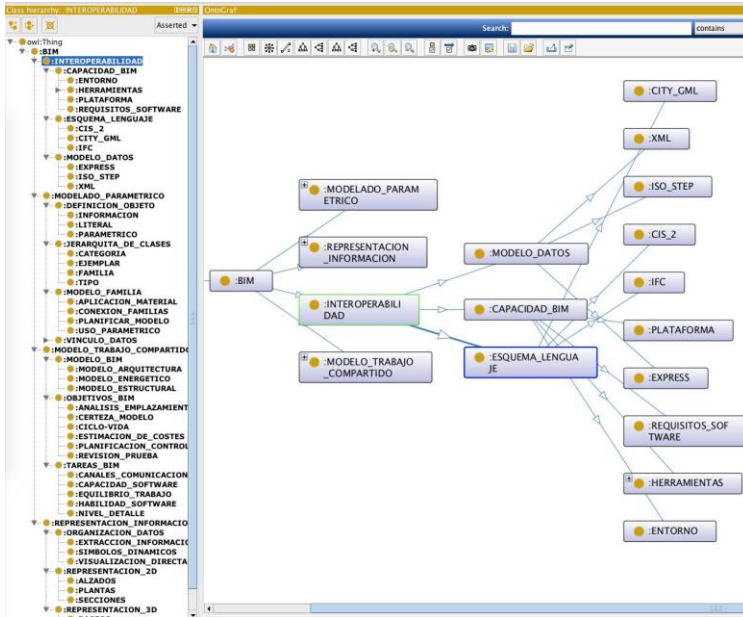 Class hierarchy: :INTEROPERABILIDAD
Asserted
owl:Thing
:BIM
:INTEROPERABILIDAD
:CAPACIDAD_BIM
:ENTORNO
:HERRAMIENTAS
:PLATAFORMA
:REQUISITOS_SOFTWARE
:ESQUEMA_LENGUAJE
:CIS_2
:CITY_GML
:IFC
:MODELO_DATOS
:EXPRESS
:ISO_STEP
:XML
:MODELADO_PARAMETRICO
:DEFINICION_OBJETO
:INFORMACION
:LITERAL
:PARAMETRICO
:JERARQUITA_DE_CLASES
:CATEGORIA
:EJEMPLAR
:FAMILIA
:TIPO
:MODELO_FAMILIA
:APLICACION_MATERIAL
:CONEXION_FAMILIAS
:PLANIFICAR_MODELO
:USO_PARAMETRICO
:VINCULO_DATOS
:MODELO_TRABAJO_COMPARTIDO
:MODELO_BIM
:MODELO_ARQUITECTURA
:MODELO_ENERGETICO
:MODELO_ESTRUCTURAL
:OBJETIVOS_BIM
:ANALISIS_EMPLAZAMIENT
:CERTEZA_MODELO
:CICLO-VIDA
:ESTIMACION_DE_COSTES
:PLANIFICACION_CONTROL
:REVISION_PRUEBA
:TAREAS_BIM
:CANALES_COMUNICACION
:CAPACIDAD_SOFTWARE
:EQUILIBRIO_TRABAJO
:HABILIDAD_SOFTWARE
:NIVEL_DETALLE
:REPRESENTACION_INFORMACIO
:ORGANIZACION_DATOS
:EXTRACCION_INFORMACIO
:SIMBOLOS_DINAMICOS
:VISUALIZACION_DIRECTA
:REPRESENTACION_2D
:ALZADOS
:PLANTAS
:SECCIONES
:REPRESENTACION_3D
OntoGraf
Search:
contains
:BIM
:MODELADO_PARAM
ETRICO
:REPRESENTACION
_INFORMACION
:INTEROPERABILI
DAD
:MODELO_TRABAJO
_COMPARTIDO
:MODELO_DATOS
:CAPACIDAD_BIM
:ESQUEMA_LENGUA
JE
:CITY_GML
:XML
:ISO_STEP
:CIS_2
:IFC
:PLATAFORMA
:EXPRESS
:REQUISITOS_SOF
TWARE
:HERRAMIENTAS
:ENTORNO